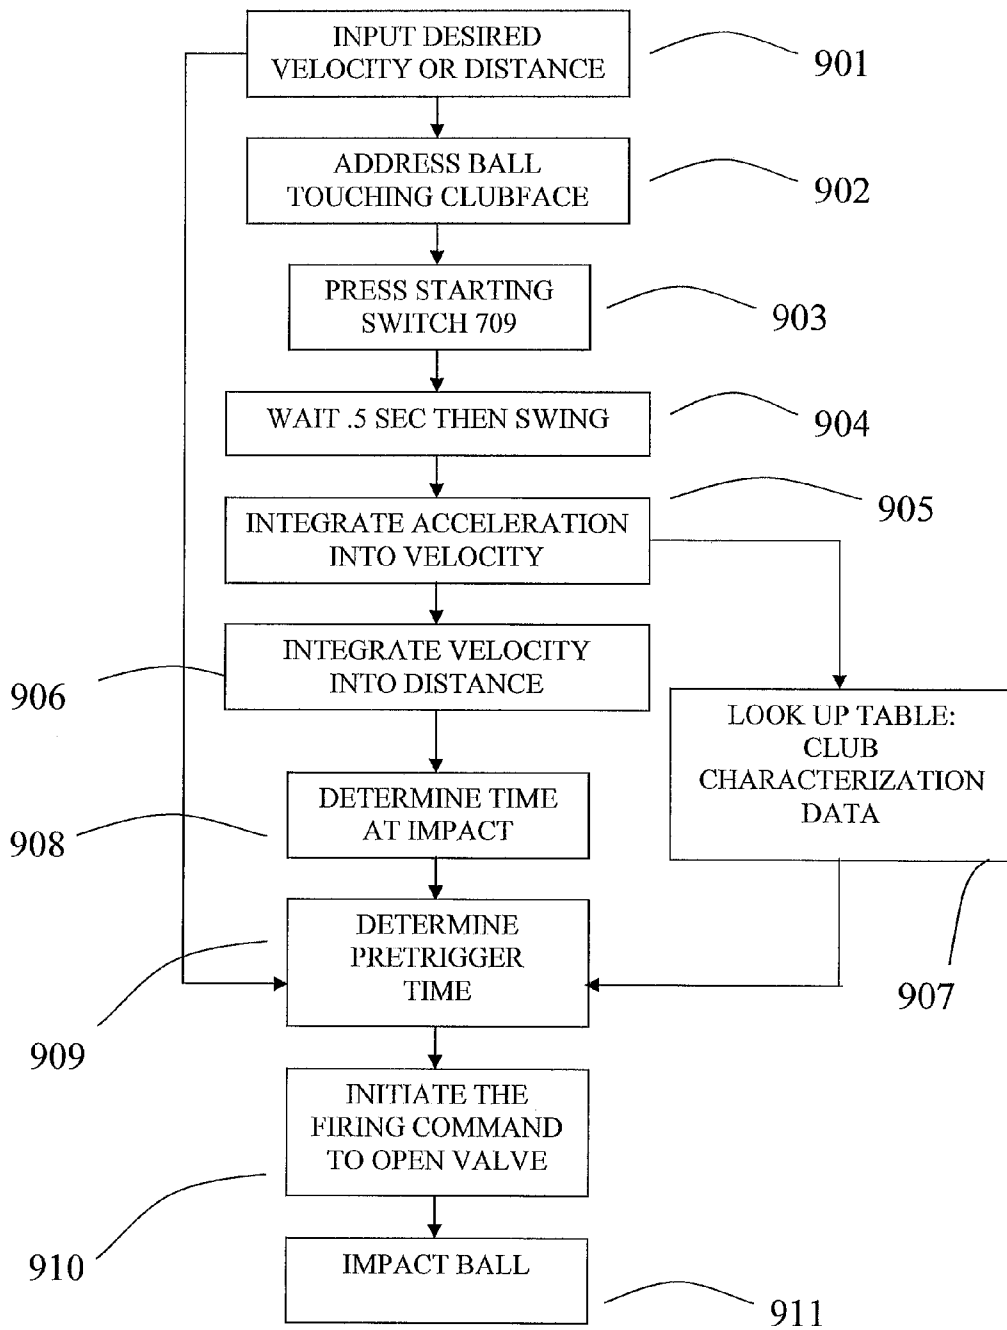 INPUT DESIRED
VELOCITY OR DISTANCE
901
ADDRESS BALL
TOUCHING CLUBFACE
902
PRESS STARTING
SWITCH 709
903
WAIT .5 SEC THEN SWING
904
INTEGRATE ACCELERATION
INTO VELOCITY
905
INTEGRATE VELOCITY
INTO DISTANCE
906
LOOK UP TABLE:
CLUB
CHARACTERIZATION
DATA
907
DETERMINE TIME
AT IMPACT
908
DETERMINE
PRETRIGGER
TIME
909
INITIATE THE
FIRING COMMAND
TO OPEN VALVE
910
IMPACT BALL
911